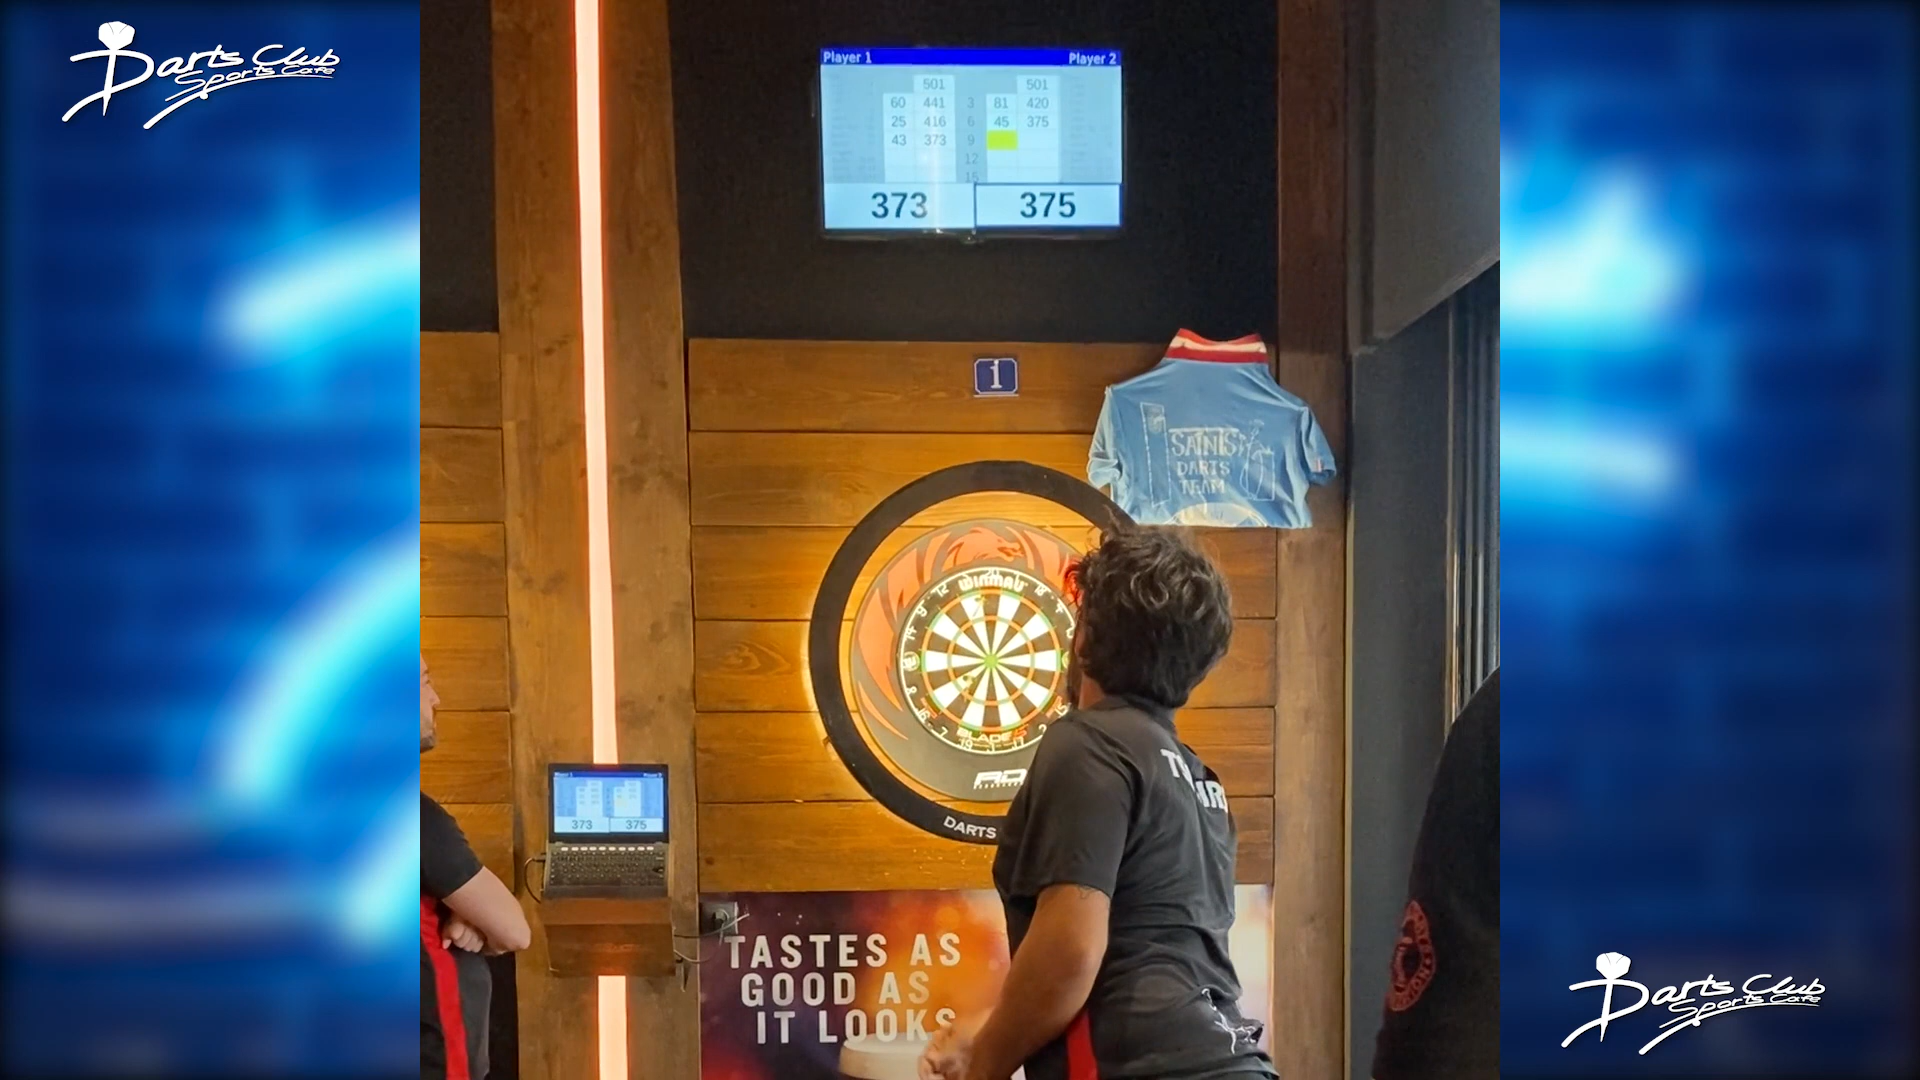 Darts Club
Sports Cafe
Player 1 Player 2
501 501
60 441 3 81 420
25 416 6 45 375
43 373 9
12
15
373 375
1
SAINTS
DARTS
TEAM
WINMAU
BLADE
DARTS
373 375
TASTES AS
GOOD AS
IT LOOKS
Darts Club
Sports Cafe